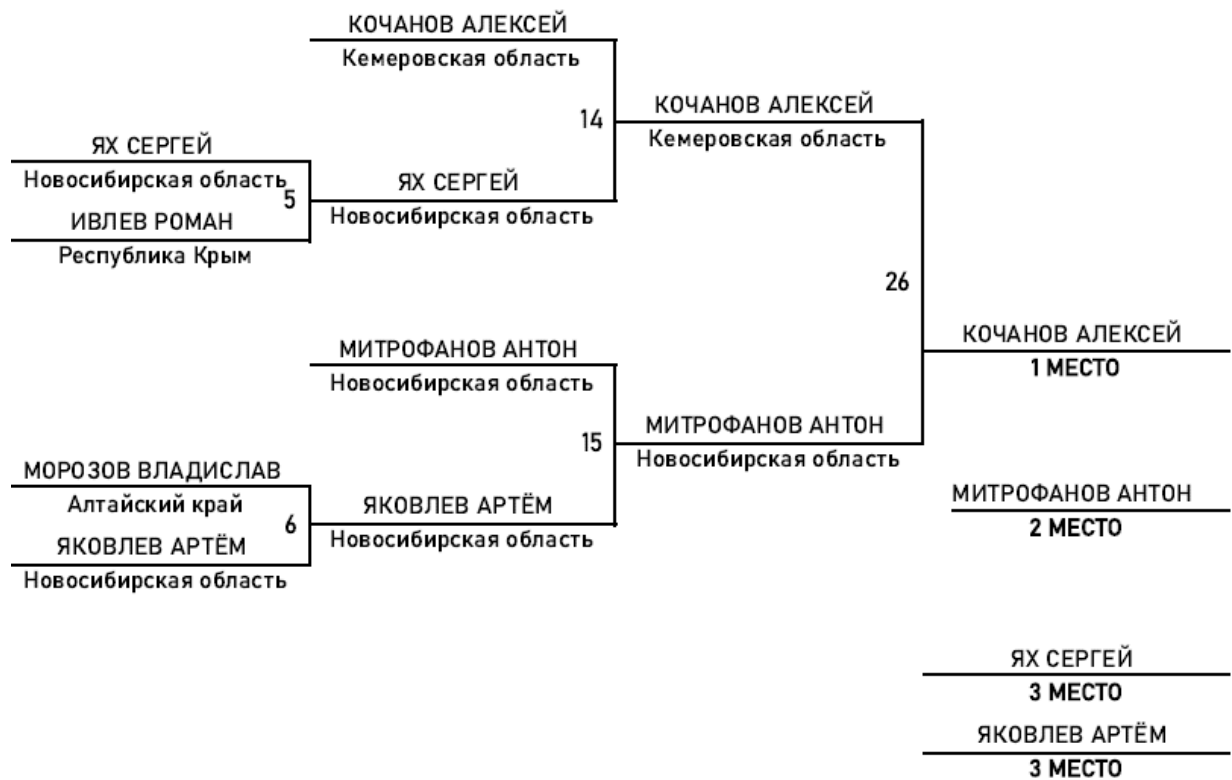 КОЧАНОВ АЛЕКСЕЙ
Кемеровская область
14
КОЧАНОВ АЛЕКСЕЙ
Кемеровская область
ЯХ СЕРГЕЙ
Новосибирская область
5
ИВЛЕВ РОМАН
Республика Крым
ЯХ СЕРГЕЙ
Новосибирская область
26
КОЧАНОВ АЛЕКСЕЙ
1 МЕСТО
МИТРОФАНОВ АНТОН
Новосибирская область
15
МИТРОФАНОВ АНТОН
Новосибирская область
МОРОЗОВ ВЛАДИСЛАВ
Алтайский край
6
ЯКОВЛЕВ АРТЁМ
Новосибирская область
ЯКОВЛЕВ АРТЁМ
Новосибирская область
МИТРОФАНОВ АНТОН
2 МЕСТО
ЯХ СЕРГЕЙ
3 МЕСТО
ЯКОВЛЕВ АРТЁМ
3 МЕСТО